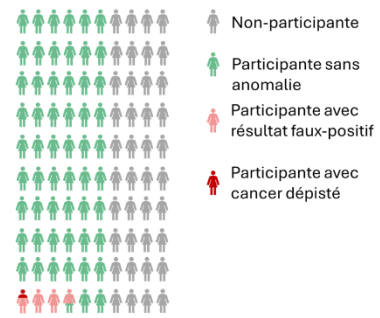 Non-participante
Participante sans
anomalie
Participante avec
résultat faux-positif
Participante avec
cancer dépisté